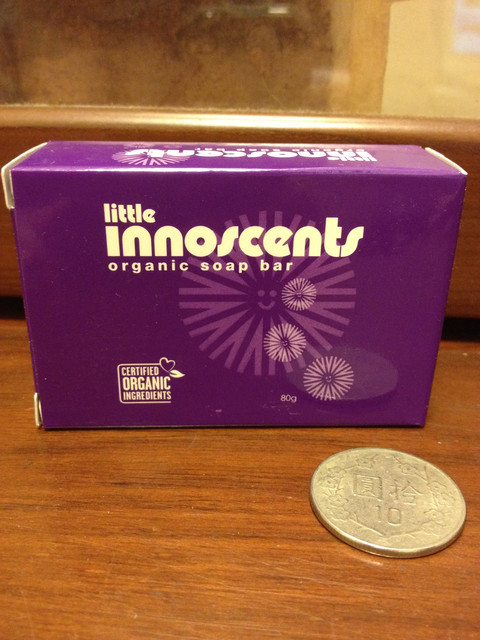 little
innoscents
organic soap bar
CERTIFIED
ORGANIC
INGREDIENTS
80g
拾圓
10